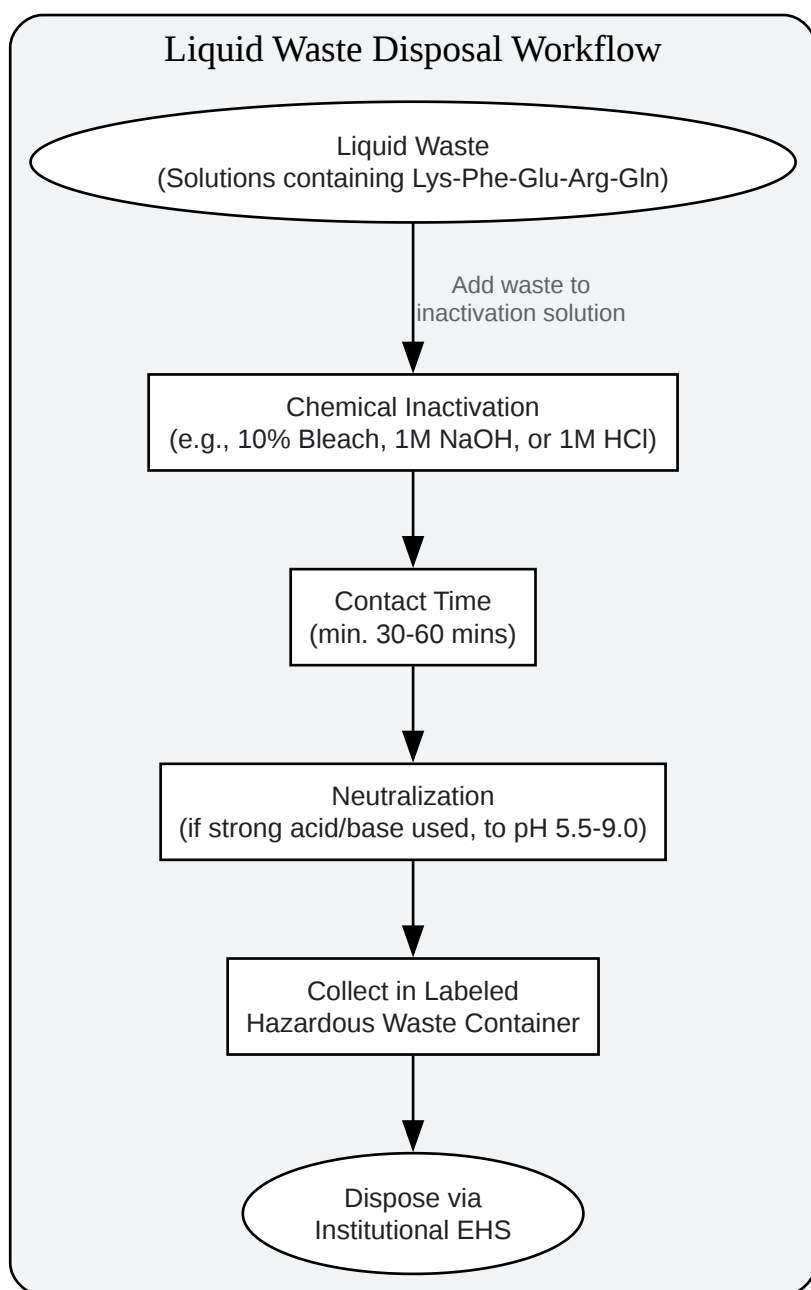 Liquid Waste Disposal Workflow
Liquid Waste
(Solutions containing Lys-Phe-Glu-Arg-Gln)
Add waste to
inactivation solution
Chemical Inactivation
(e.g., 10% Bleach, 1M NaOH, or 1M HCl)
Contact Time
(min. 30-60 mins)
Neutralization
(if strong acid/base used, to pH 5.5-9.0)
Collect in Labeled
Hazardous Waste Container
Dispose via
Institutional EHS